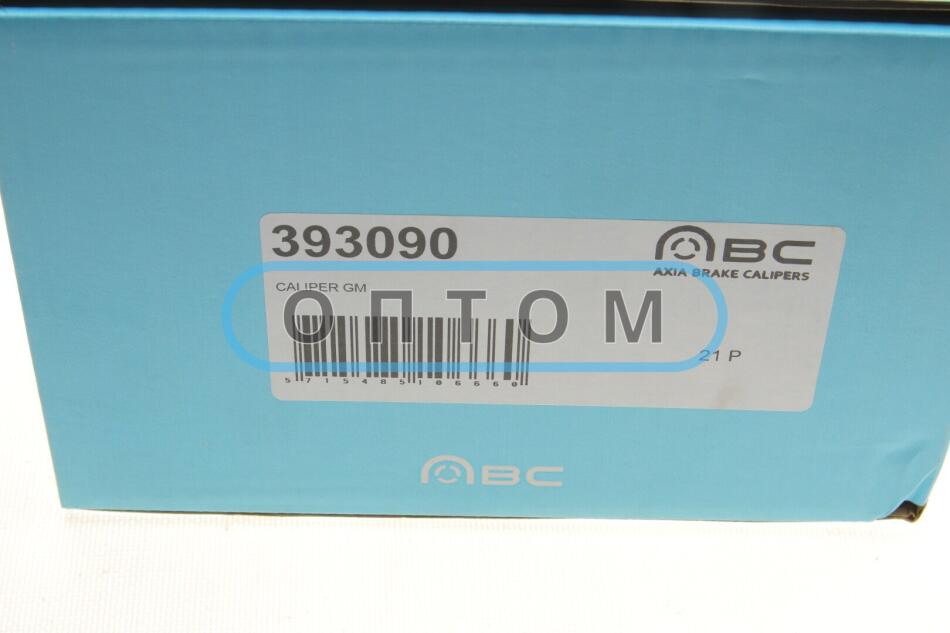 393090
ABC
AXIA BRAKE CALIPERS
CALIPER GM
ОПТОМ
21 P
5715485106660
ABC